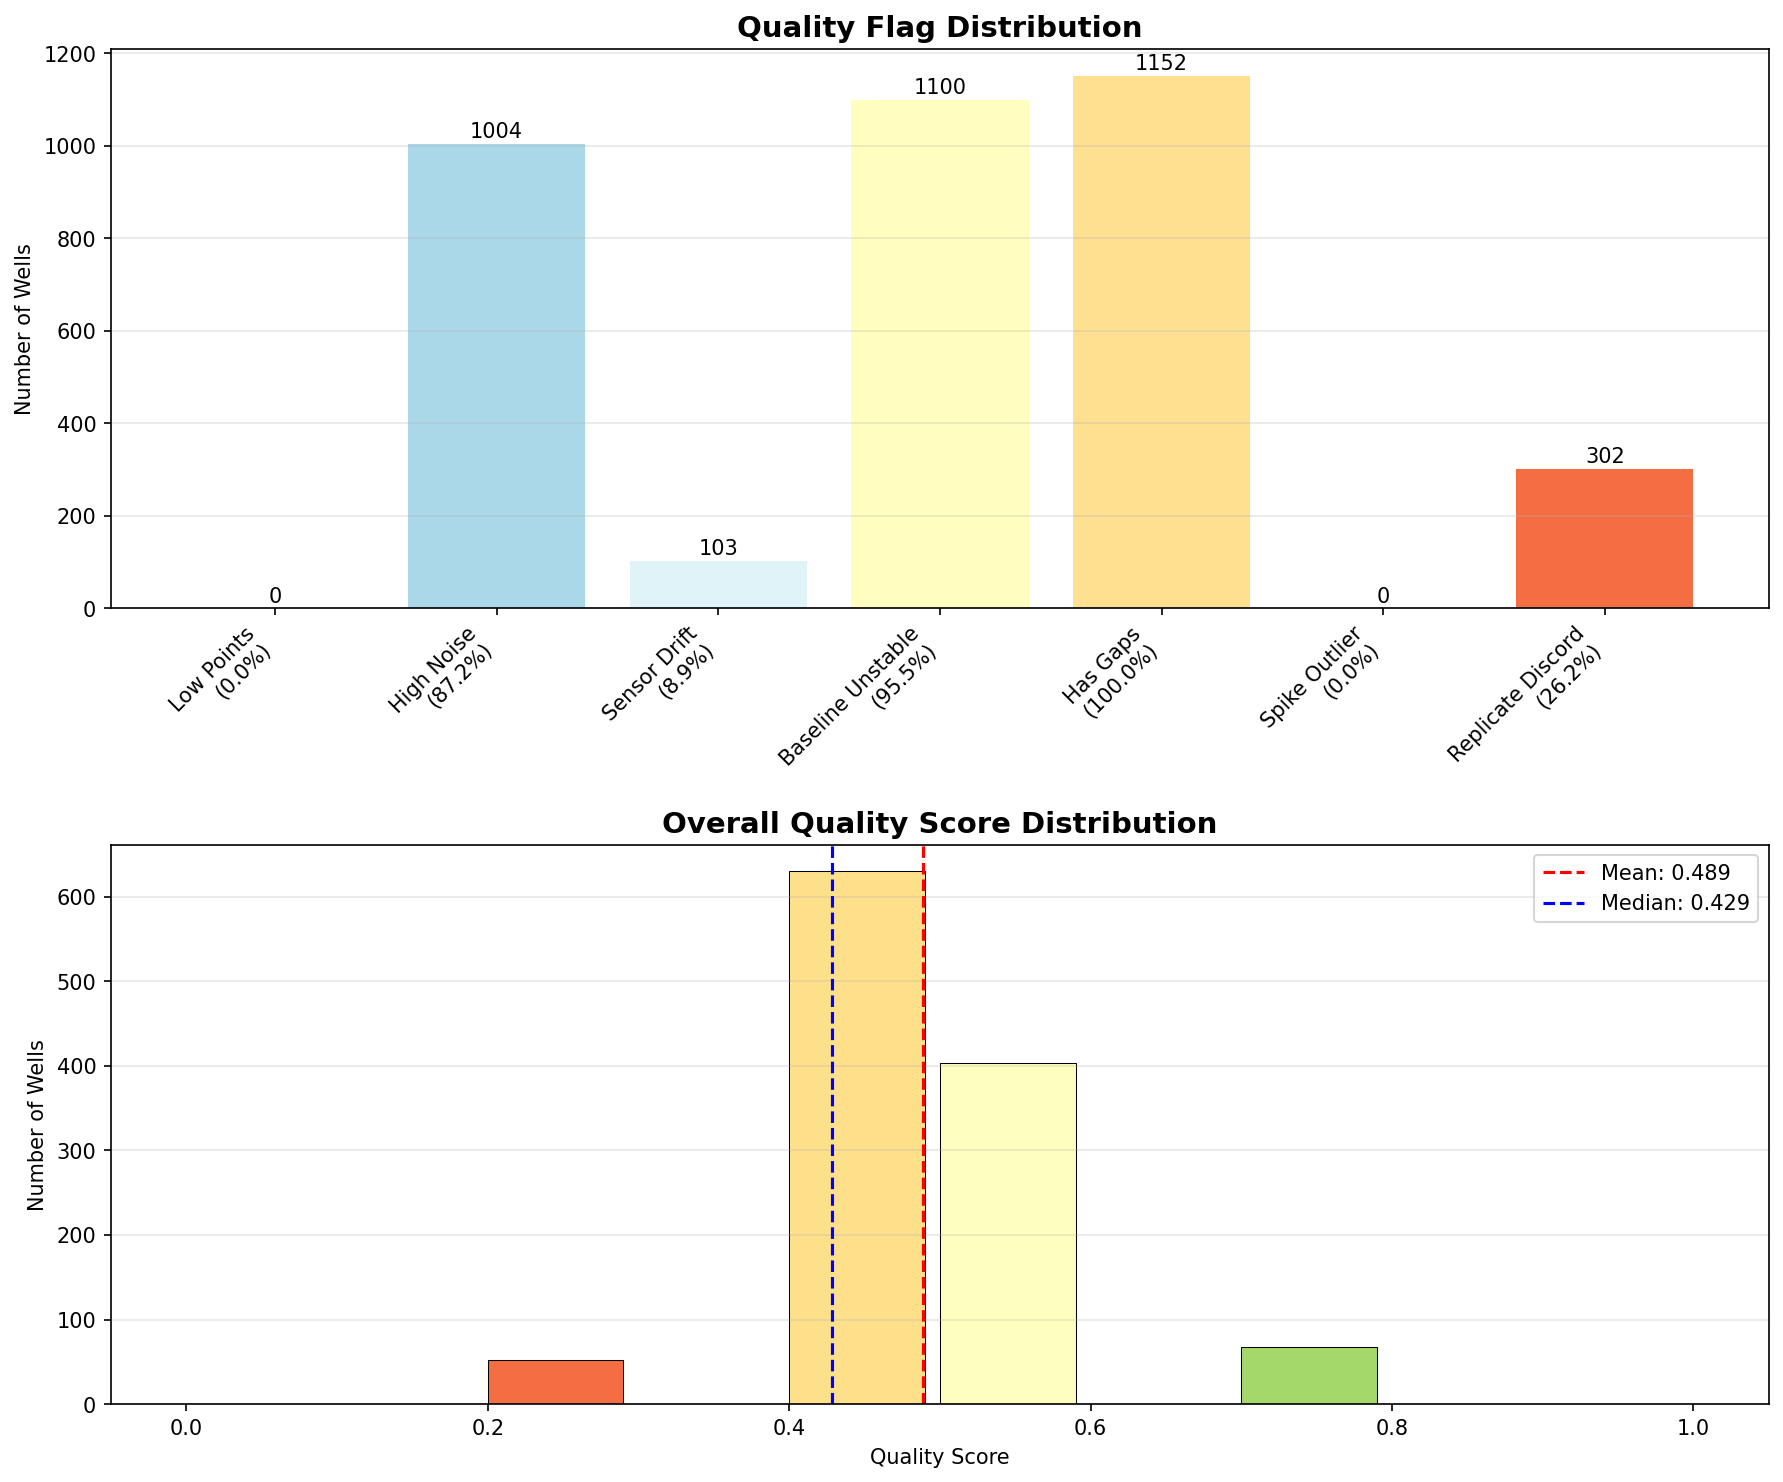 Quality Flag Distribution
1200
1000
800
600
400
200
0
Number of Wells
0
1004
103
1100
1152
0
302
Low Points
(0.0%)
High Noise
(87.2%)
Sensor Drift
(8.9%)
Baseline Unstable
(95.5%)
Has Gaps
(100.0%)
Spike Outlier
(0.0%)
Replicate Discord
(26.2%)
Overall Quality Score Distribution
Mean: 0.489
Median: 0.429
600
500
400
300
200
100
0
Number of Wells
0.0
0.2
0.4
0.6
0.8
1.0
Quality Score